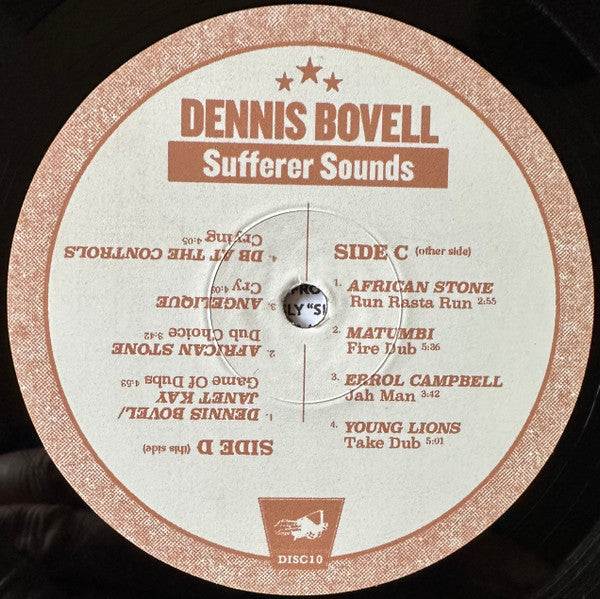 DENNIS BOVELL
Sufferer Sounds
SIDE C (other side)
1. AFRICAN STONE
Run Rasta Run 2:55
2. MATUMBI
Fire Dub 5:36
3. ERROL CAMPBELL
Jah Man 3:42
4. YOUNG LIONS
Take Dub 5:01
SIDE D (this side)
1. DENNIS BOVEL/
JANET KAY
Game Of Dubs 4:53
2. AFRICAN STONE
Dub Choice 3:42
3. ANGELIQUE
Cry 4:03
4. DB AT THE CONTROLS
Crying 4:05
LY "S
DISC10